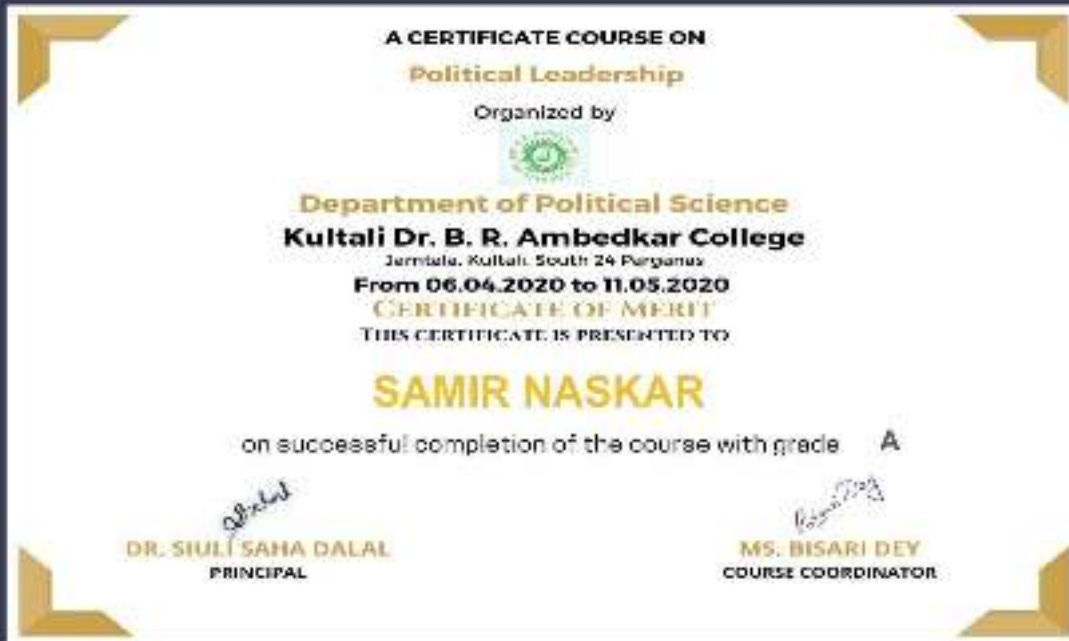 A CERTIFICATE COURSE ON
Political Leadership
Organized by
Department of Political Science
Kultali Dr. B. R. Ambedkar College
Jamtala, Kultali, South 24 Parganas
From 06.04.2020 to 11.05.2020
CERTIFICATE OF MERIT
THIS CERTIFICATE IS PRESENTED TO
SAMIR NASKAR
on successful completion of the course with grade A
DR. SIULI SAHA DALAL
PRINCIPAL
MS. BISARI DEY
COURSE COORDINATOR